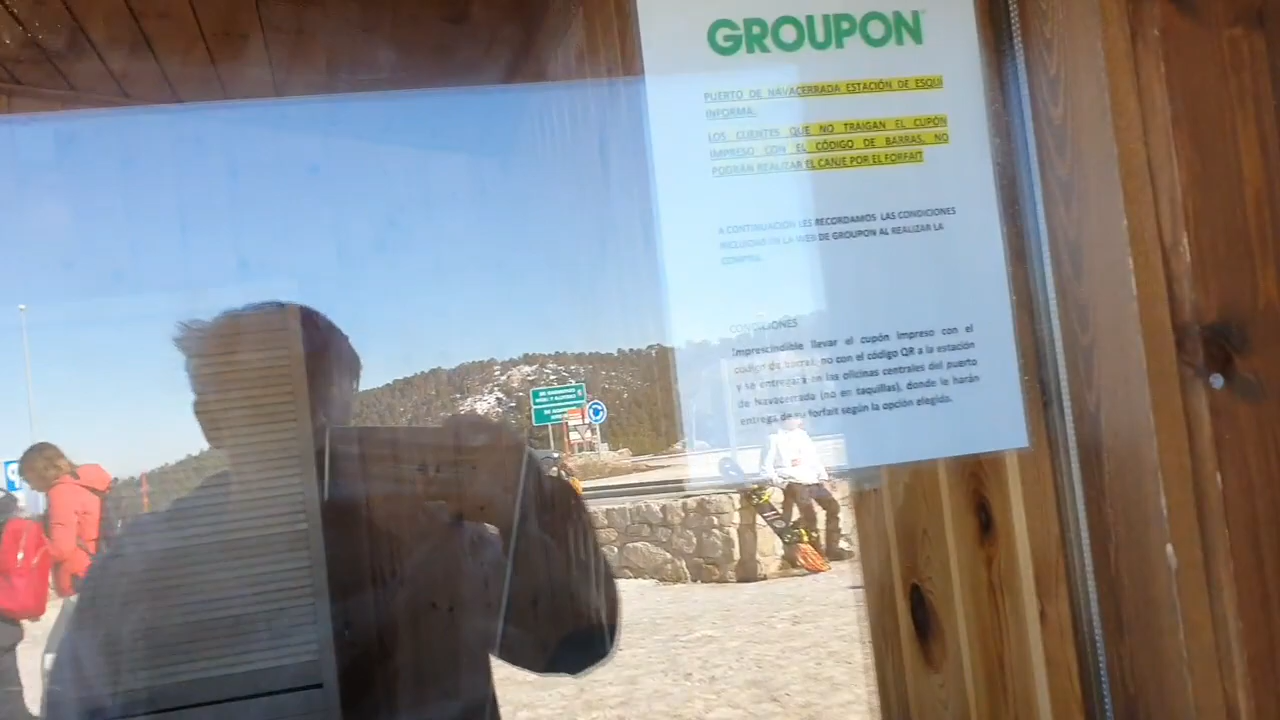 GROUPON
PUERTO DE NAVACERRADA ESTACIÓN DE ESQUÍ
INFORMA:
LOS CLIENTES QUE NO TRAIGAN EL CUPÓN
IMPRESO CON EL CÓDIGO DE BARRAS, NO
PODRÁN REALIZAR EL CANJE POR EL FORFAIT
A CONTINUACIÓN LES RECORDAMOS LAS CONDICIONES
INCLUIDAS EN LA WEB DE GROUPON AL REALIZAR LA
COMPRA.
CONDICIONES
Imprescindible llevar el cupón impreso con el
código de barras, no con el código QR a la estación
y se entregará en las oficinas centrales del puerto
de Navacerrada (no en taquillas), donde le harán
entrega de su forfait según la opción elegida.